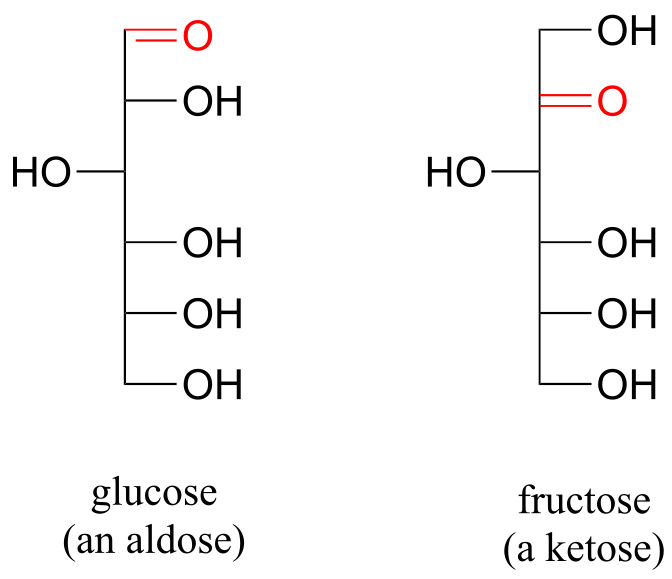 O
OH
HO
OH
OH
OH
glucose
(an aldose)
OH
O
HO
OH
OH
OH
fructose
(a ketose)